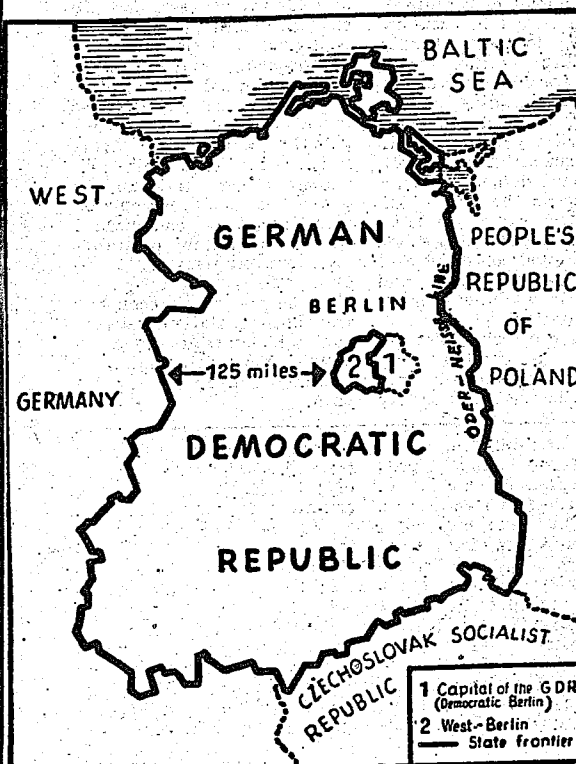 BALTIC
SEA
WEST
GERMAN
PEOPLE'S
REPUBLIC
OF
POLAND
BERLIN
ODER-NEISSE LINE
2 1
125 miles
GERMANY
DEMOCRATIC
REPUBLIC
CZECHOSLOVAK SOCIALIST
REPUBLIC
1 Capital of the GDR
(Democratic Berlin)
2 West-Berlin
State frontier